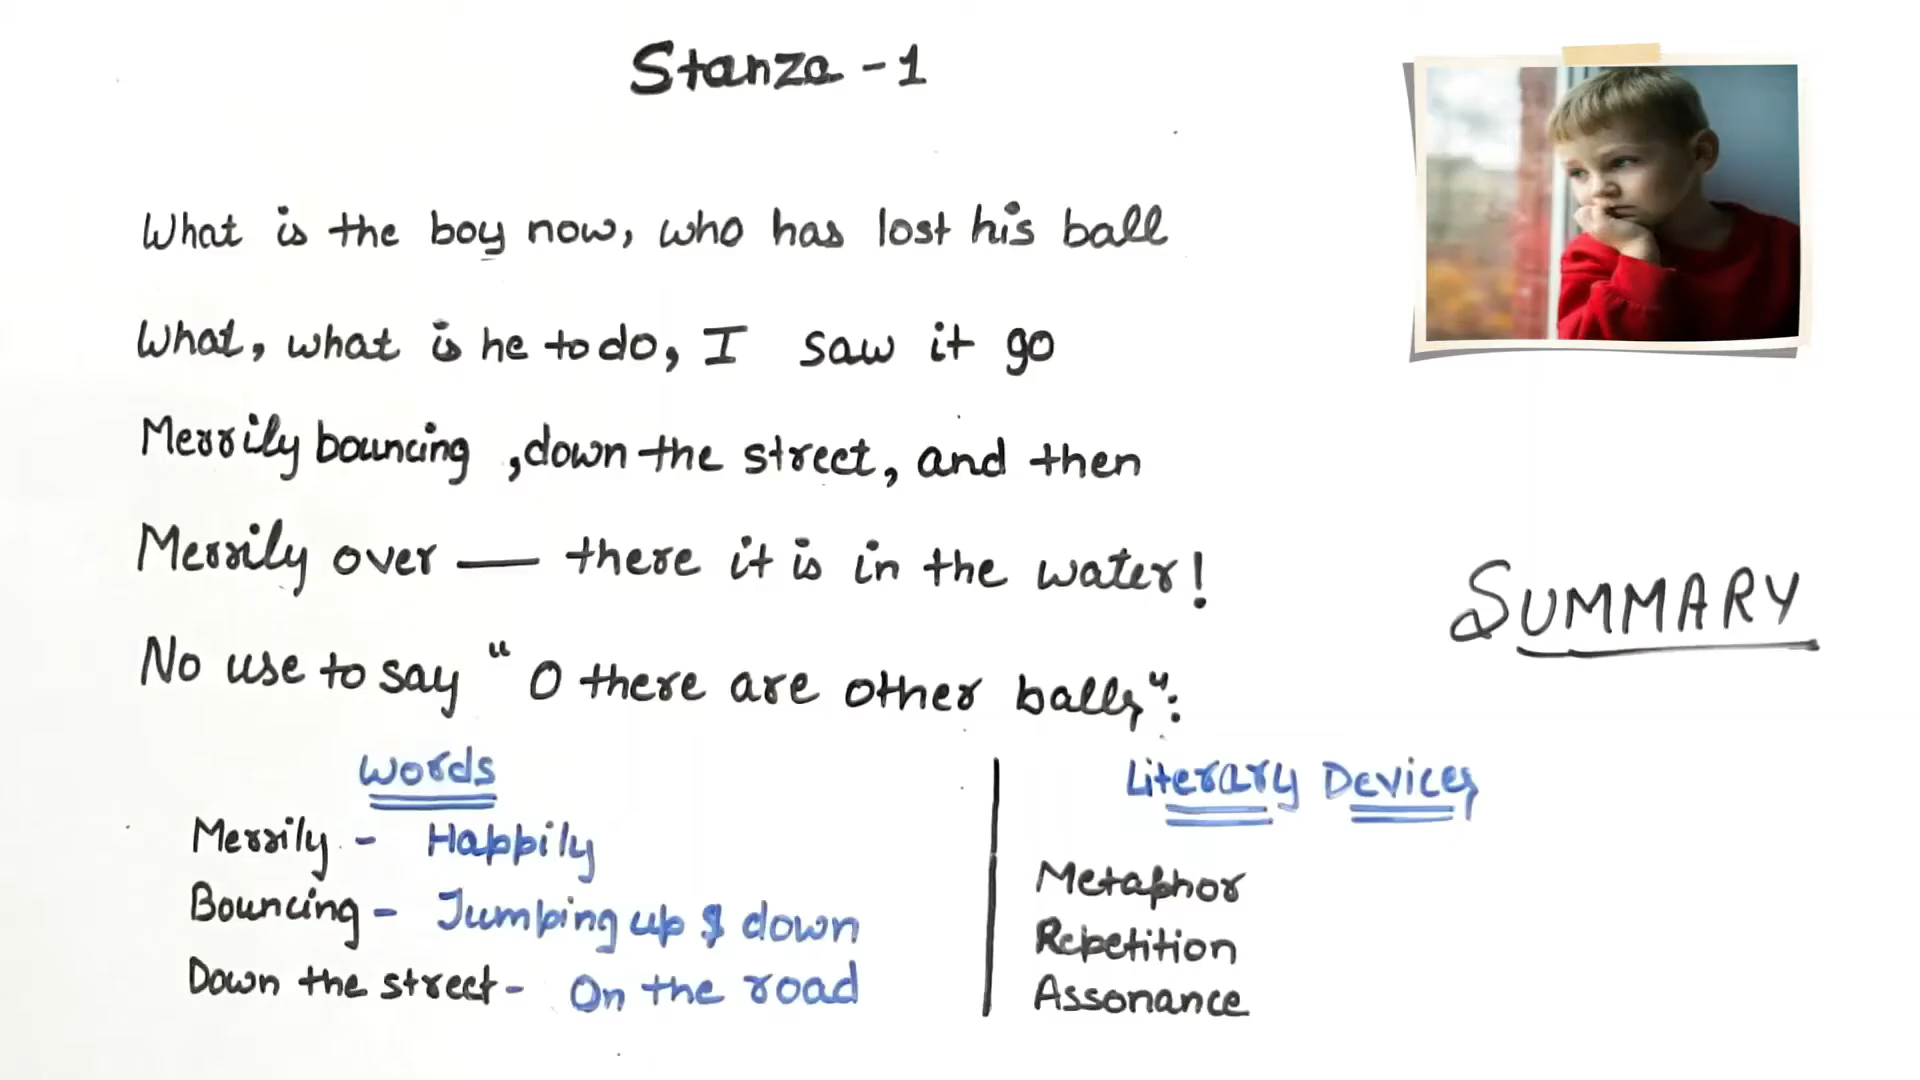 Stanza - 1
What is the boy now, who has lost his ball
What, what is he to do, I saw it go
Merrily bouncing , down the street, and then
Merrily over — there it is in the water!
No use to say “ O there are other balls”:
SUMMARY
Words
Merrily - Happily
Bouncing - Jumping up & down
Down the street - On the road
Literary Devices
Metaphor
Repetition
Assonance